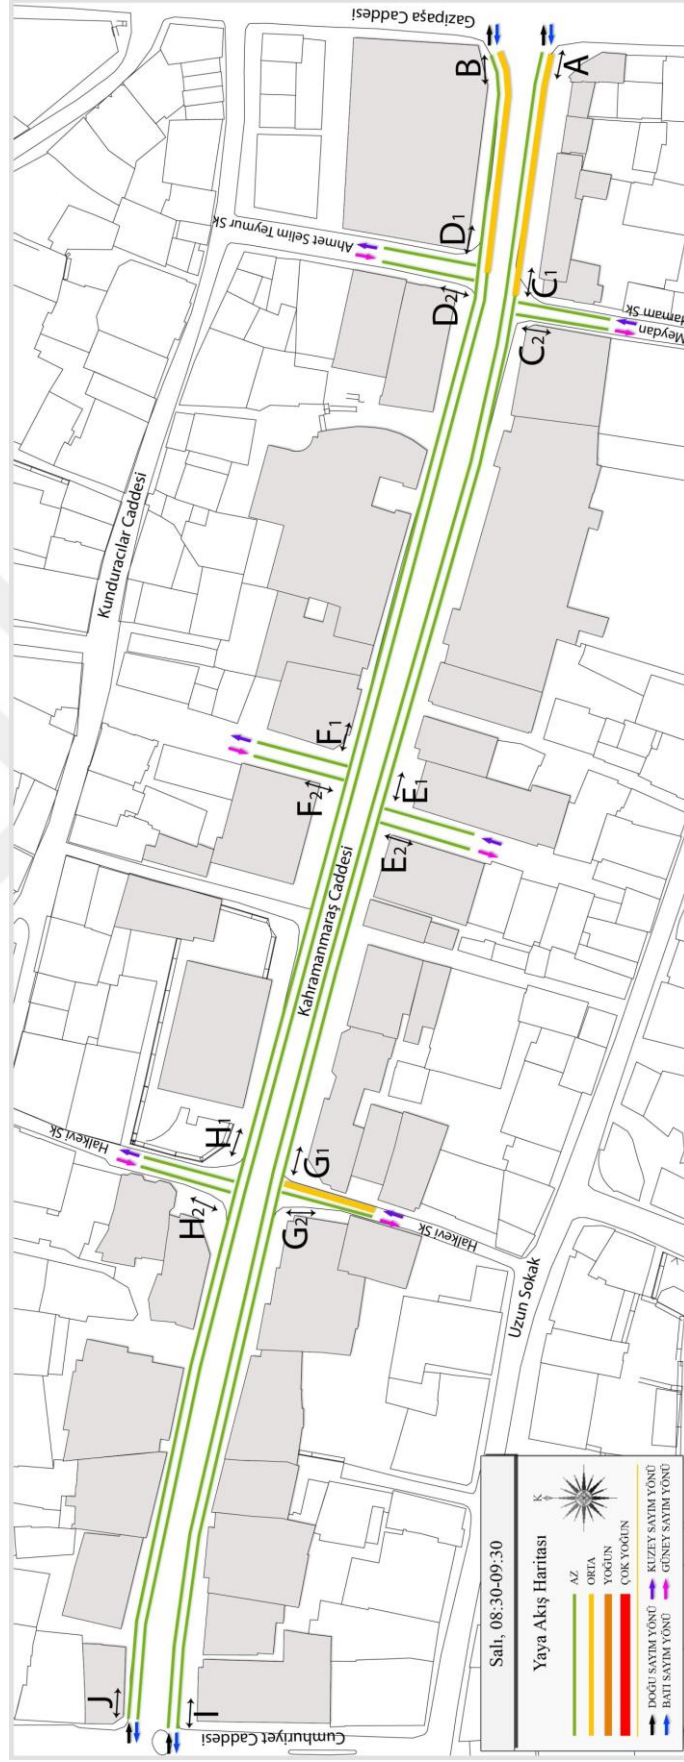 Gazipaşa Caddesi
B
A
D1
Ahmet Selim Teymur Sk
D2
C1
C2
Meydan
Hamam Sk
Kunduracılar Caddesi
F1
F2
E1
E2
Kahramanmaraş Caddesi
Halkevi Sk
H1
H2
G1
G2
Halkevi Sk
Uzun Sokak
J
I
Cumhuriyet Caddesi
Salı, 08:30-09:30
Yaya Akış Haritası
K
AZ
ORTA
YOĞUN
ÇOK YOĞUN
DOĞU SAYIM YÖNÜ
KUZEY SAYIM YÖNÜ
BATI SAYIM YÖNÜ
GÜNEY SAYIM YÖNÜ